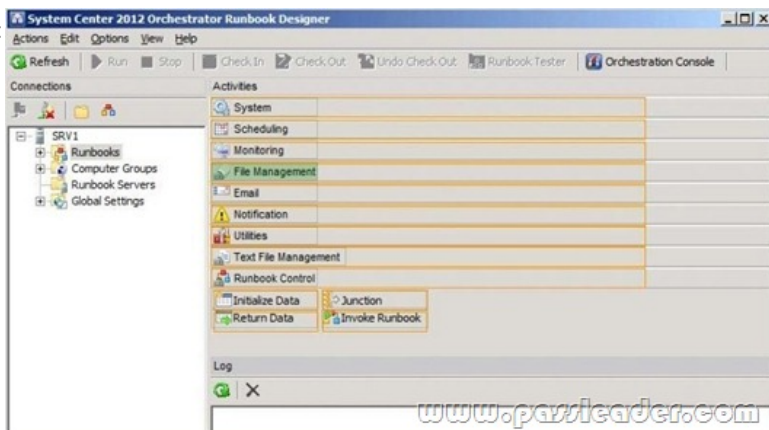 System Center 2012 Orchestrator Runbook Designer
Actions Edit Options View Help
Refresh Run Stop Check In Check Out Undo Check Out Runbook Tester Orchestration Console
Connections
SRV1
Runbooks
Computer Groups
Runbook Servers
Global Settings
Activities
System
Scheduling
Monitoring
File Management
Email
Notification
Utilities
Text File Management
Runbook Control
Initialize Data Junction
Return Data Invoke Runbook
Log
www.passleader.com